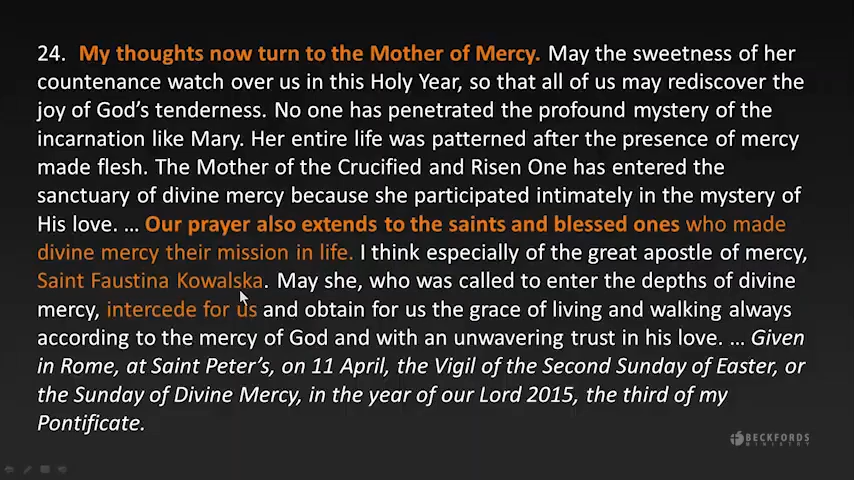 24. My thoughts now turn to the Mother of Mercy. May the sweetness of her
countenance watch over us in this Holy Year, so that all of us may rediscover the
joy of God's tenderness. No one has penetrated the profound mystery of the
incarnation like Mary. Her entire life was patterned after the presence of mercy
made flesh. The Mother of the Crucified and Risen One has entered the
sanctuary of divine mercy because she participated intimately in the mystery of
His love. … Our prayer also extends to the saints and blessed ones who made
divine mercy their mission in life. I think especially of the great apostle of mercy,
Saint Faustina Kowalska. May she, who was called to enter the depths of divine
mercy, intercede for us and obtain for us the grace of living and walking always
according to the mercy of God and with an unwavering trust in his love. … Given
in Rome, at Saint Peter's, on 11 April, the Vigil of the Second Sunday of Easter, or
the Sunday of Divine Mercy, in the year of our Lord 2015, the third of my
Pontificate.
BECKFORDS
MINISTRY